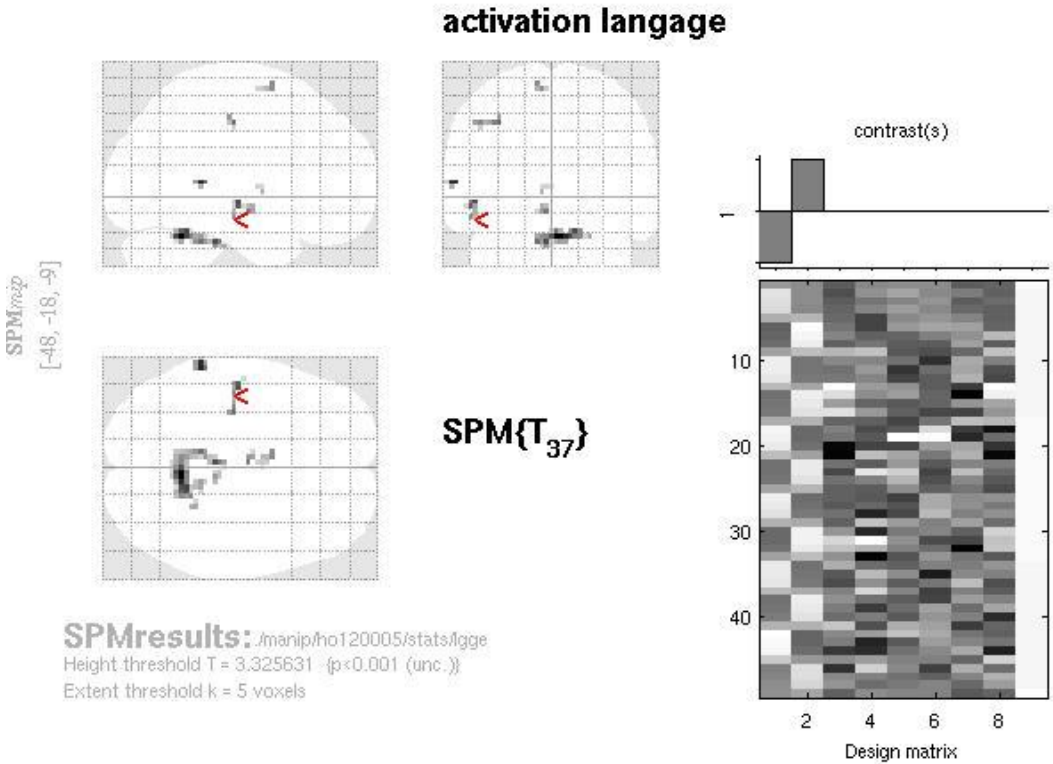 activation langage
contrast(s)
1
SPMmip
[-48, -18, -9]
<
<
<
SPM{T37}
10
20
30
40
2 4 6 8
Design matrix
SPMresults: ./manip/ho120005/stats/lgge
Height threshold T = 3.325631 {p<0.001 (unc.)}
Extent threshold k = 5 voxels